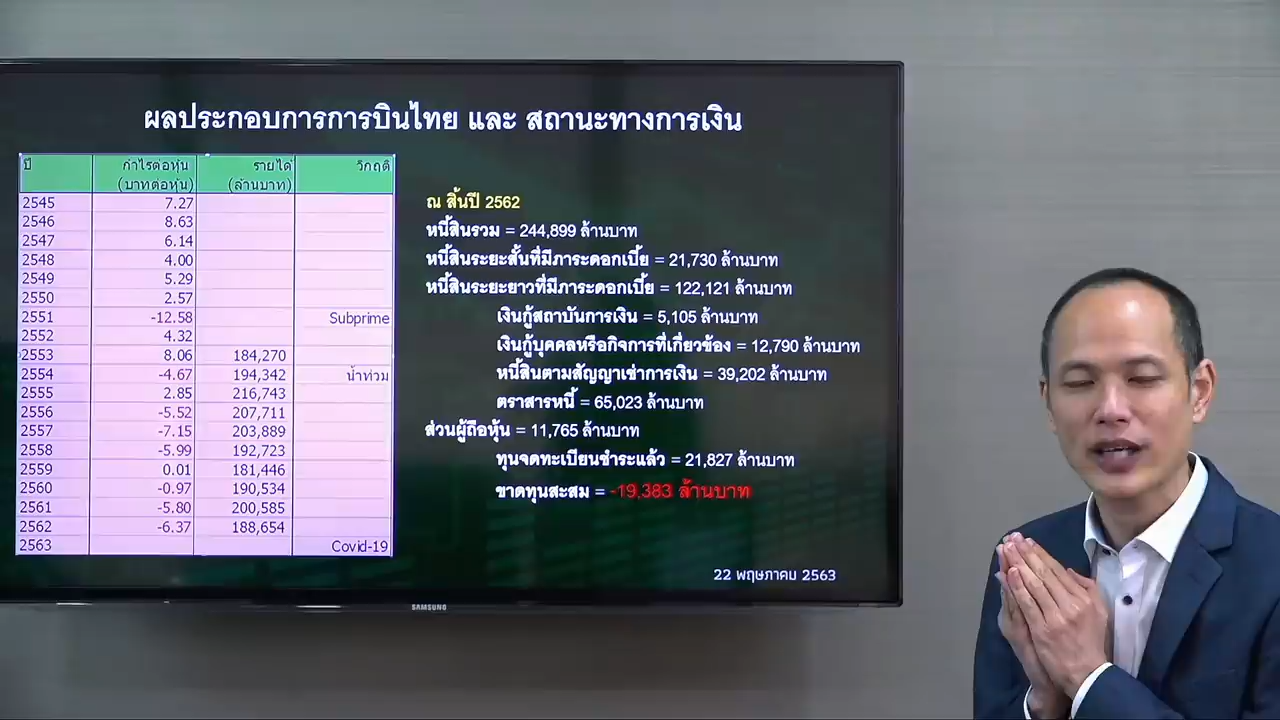 ผลประกอบการการบินไทย และ สถานะทางการเงิน
ปี กำไรต่อหุ้น รายได้ วิกฤติ
(บาทต่อหุ้น) (ล้านบาท)
2545 7.27
2546 8.63
2547 6.14
2548 4.00
2549 5.29
2550 2.57
2551 -12.58 Subprime
2552 4.32
2553 8.06 184,270
2554 -4.67 194,342 น้ำท่วม
2555 2.85 216,743
2556 -5.52 207,711
2557 -7.15 203,889
2558 -5.99 192,723
2559 0.01 181,446
2560 -0.97 190,534
2561 -5.80 200,585
2562 -6.37 188,654
2563 Covid-19
ณ สิ้นปี 2562
หนี้สินรวม = 244,899 ล้านบาท
หนี้สินระยะสั้นที่มีภาระดอกเบี้ย = 21,730 ล้านบาท
หนี้สินระยะยาวที่มีภาระดอกเบี้ย = 122,121 ล้านบาท
เงินกู้สถาบันการเงิน = 5,105 ล้านบาท
เงินกู้บุคคลหรือกิจการที่เกี่ยวข้อง = 12,790 ล้านบาท
หนี้สินตามสัญญาเช่าการเงิน = 39,202 ล้านบาท
ตราสารหนี้ = 65,023 ล้านบาท
ส่วนผู้ถือหุ้น = 11,765 ล้านบาท
ทุนจดทะเบียนชำระแล้ว = 21,827 ล้านบาท
ขาดทุนสะสม = -19,383 ล้านบาท
22 พฤษภาคม 2563
SAMSUNG